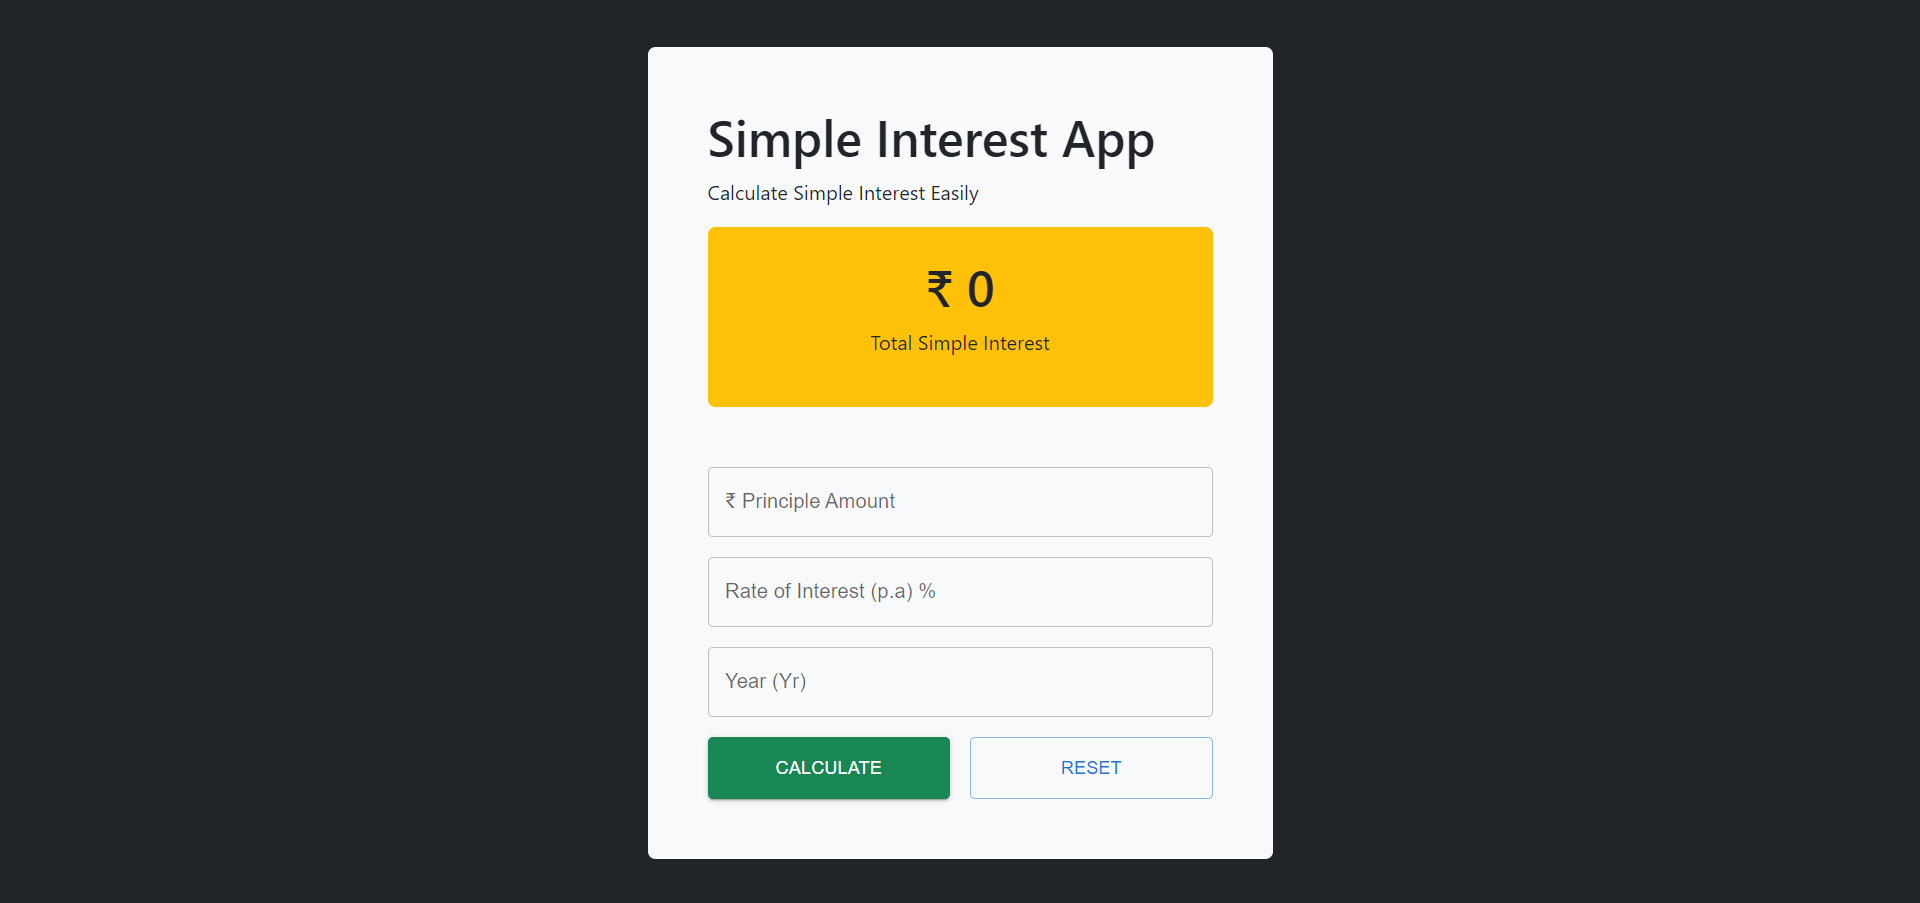 Simple Interest App
Calculate Simple Interest Easily
₹ 0
Total Simple Interest
₹ Principle Amount
Rate of Interest (p.a) %
Year (Yr)
CALCULATE
RESET